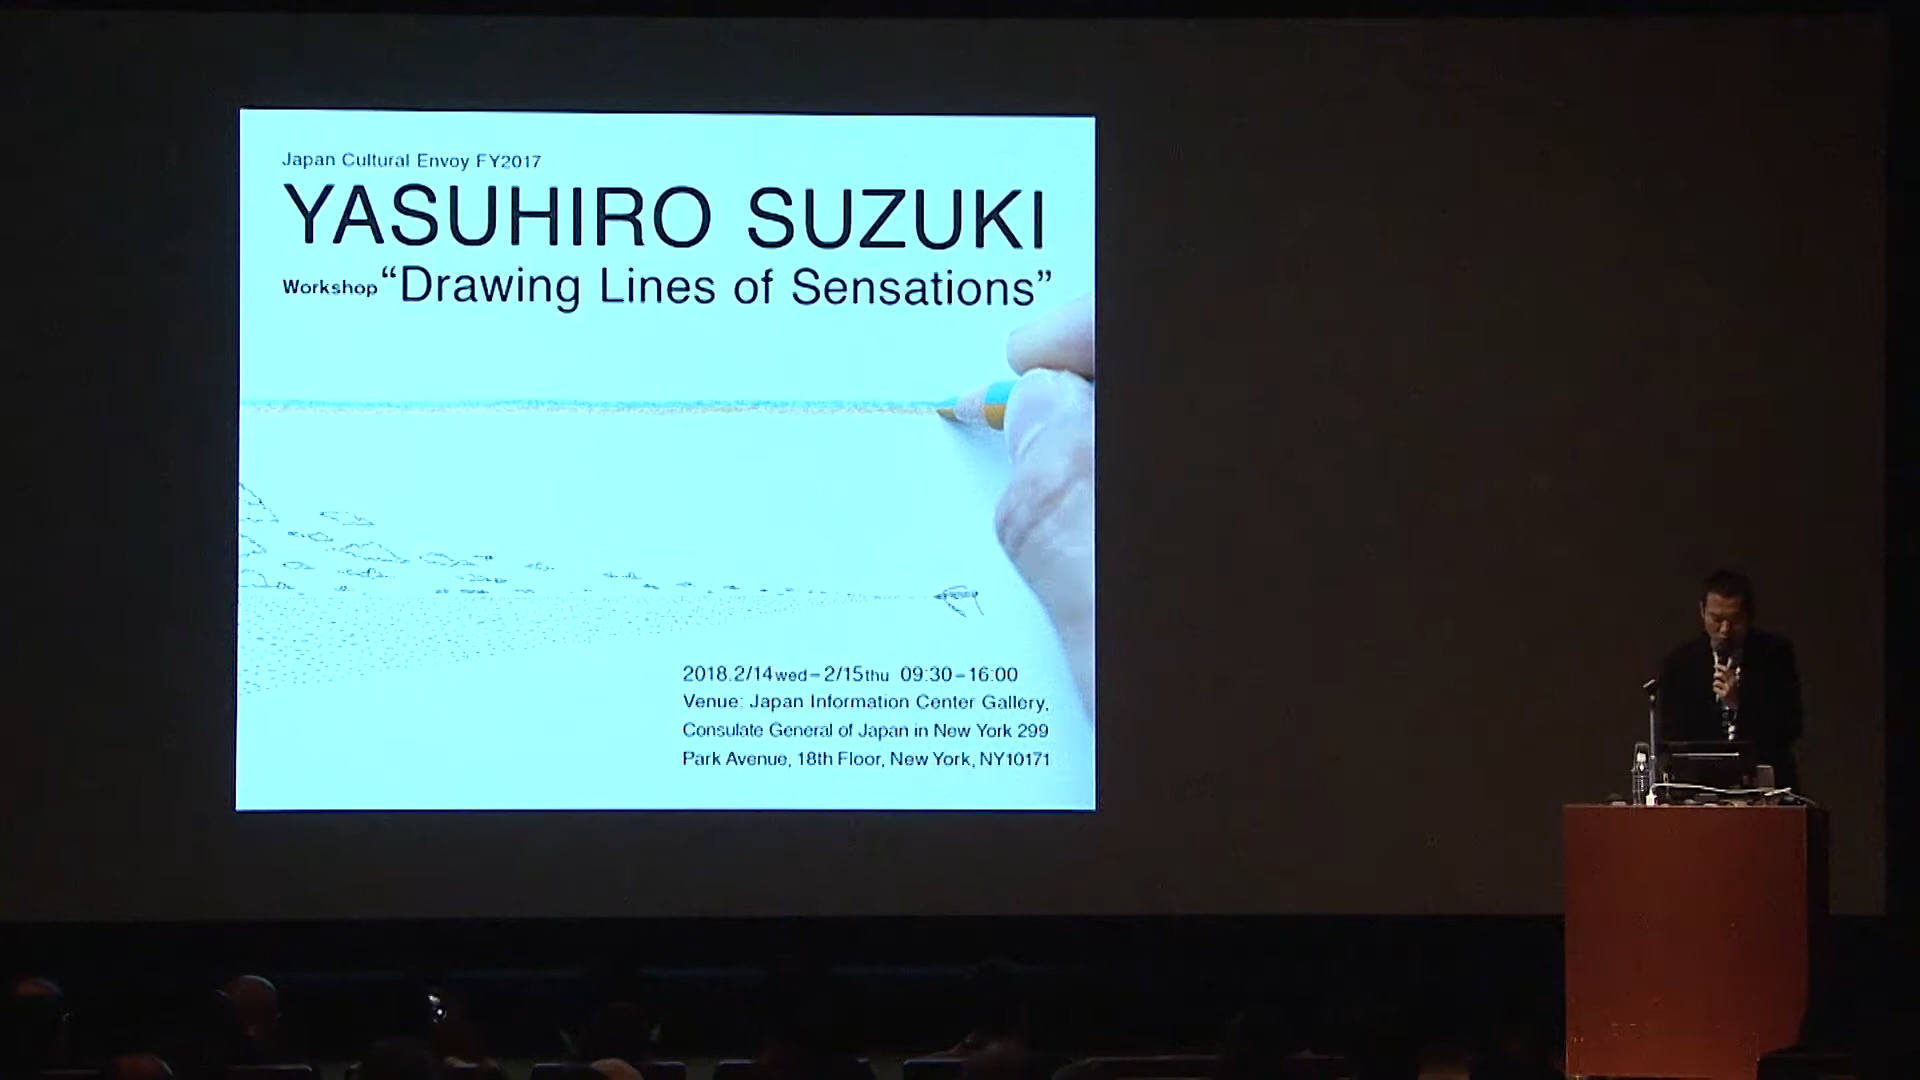 Japan Cultural Envoy FY2017
YASUHIRO SUZUKI
Workshop “Drawing Lines of Sensations”
2018.2/14wed–2/15thu 09:30–16:00
Venue: Japan Information Center Gallery,
Consulate General of Japan in New York 299
Park Avenue, 18th Floor, New York, NY10171